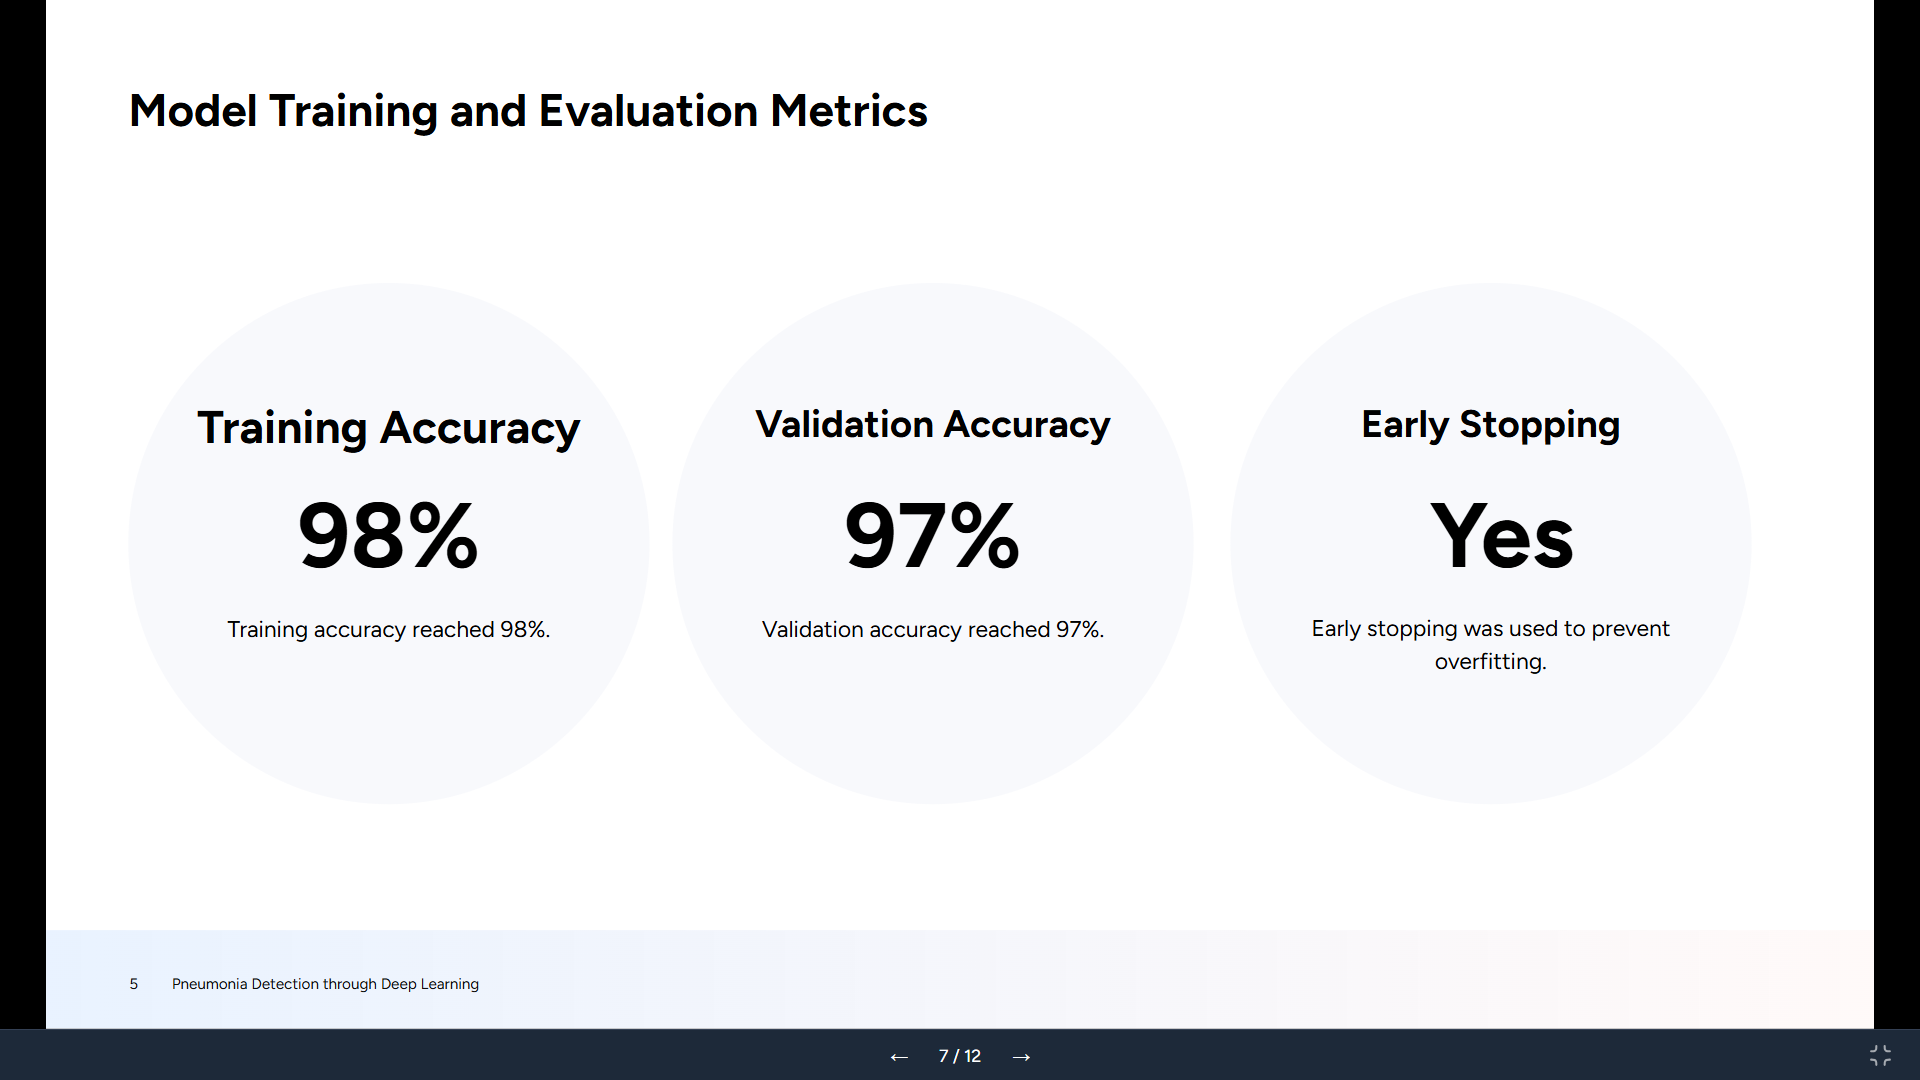 Model Training and Evaluation Metrics
Training Accuracy
98%
Training accuracy reached 98%.
Validation Accuracy
97%
Validation accuracy reached 97%.
Early Stopping
Yes
Early stopping was used to prevent
overfitting.
5 Pneumonia Detection through Deep Learning
← 7 / 12 →